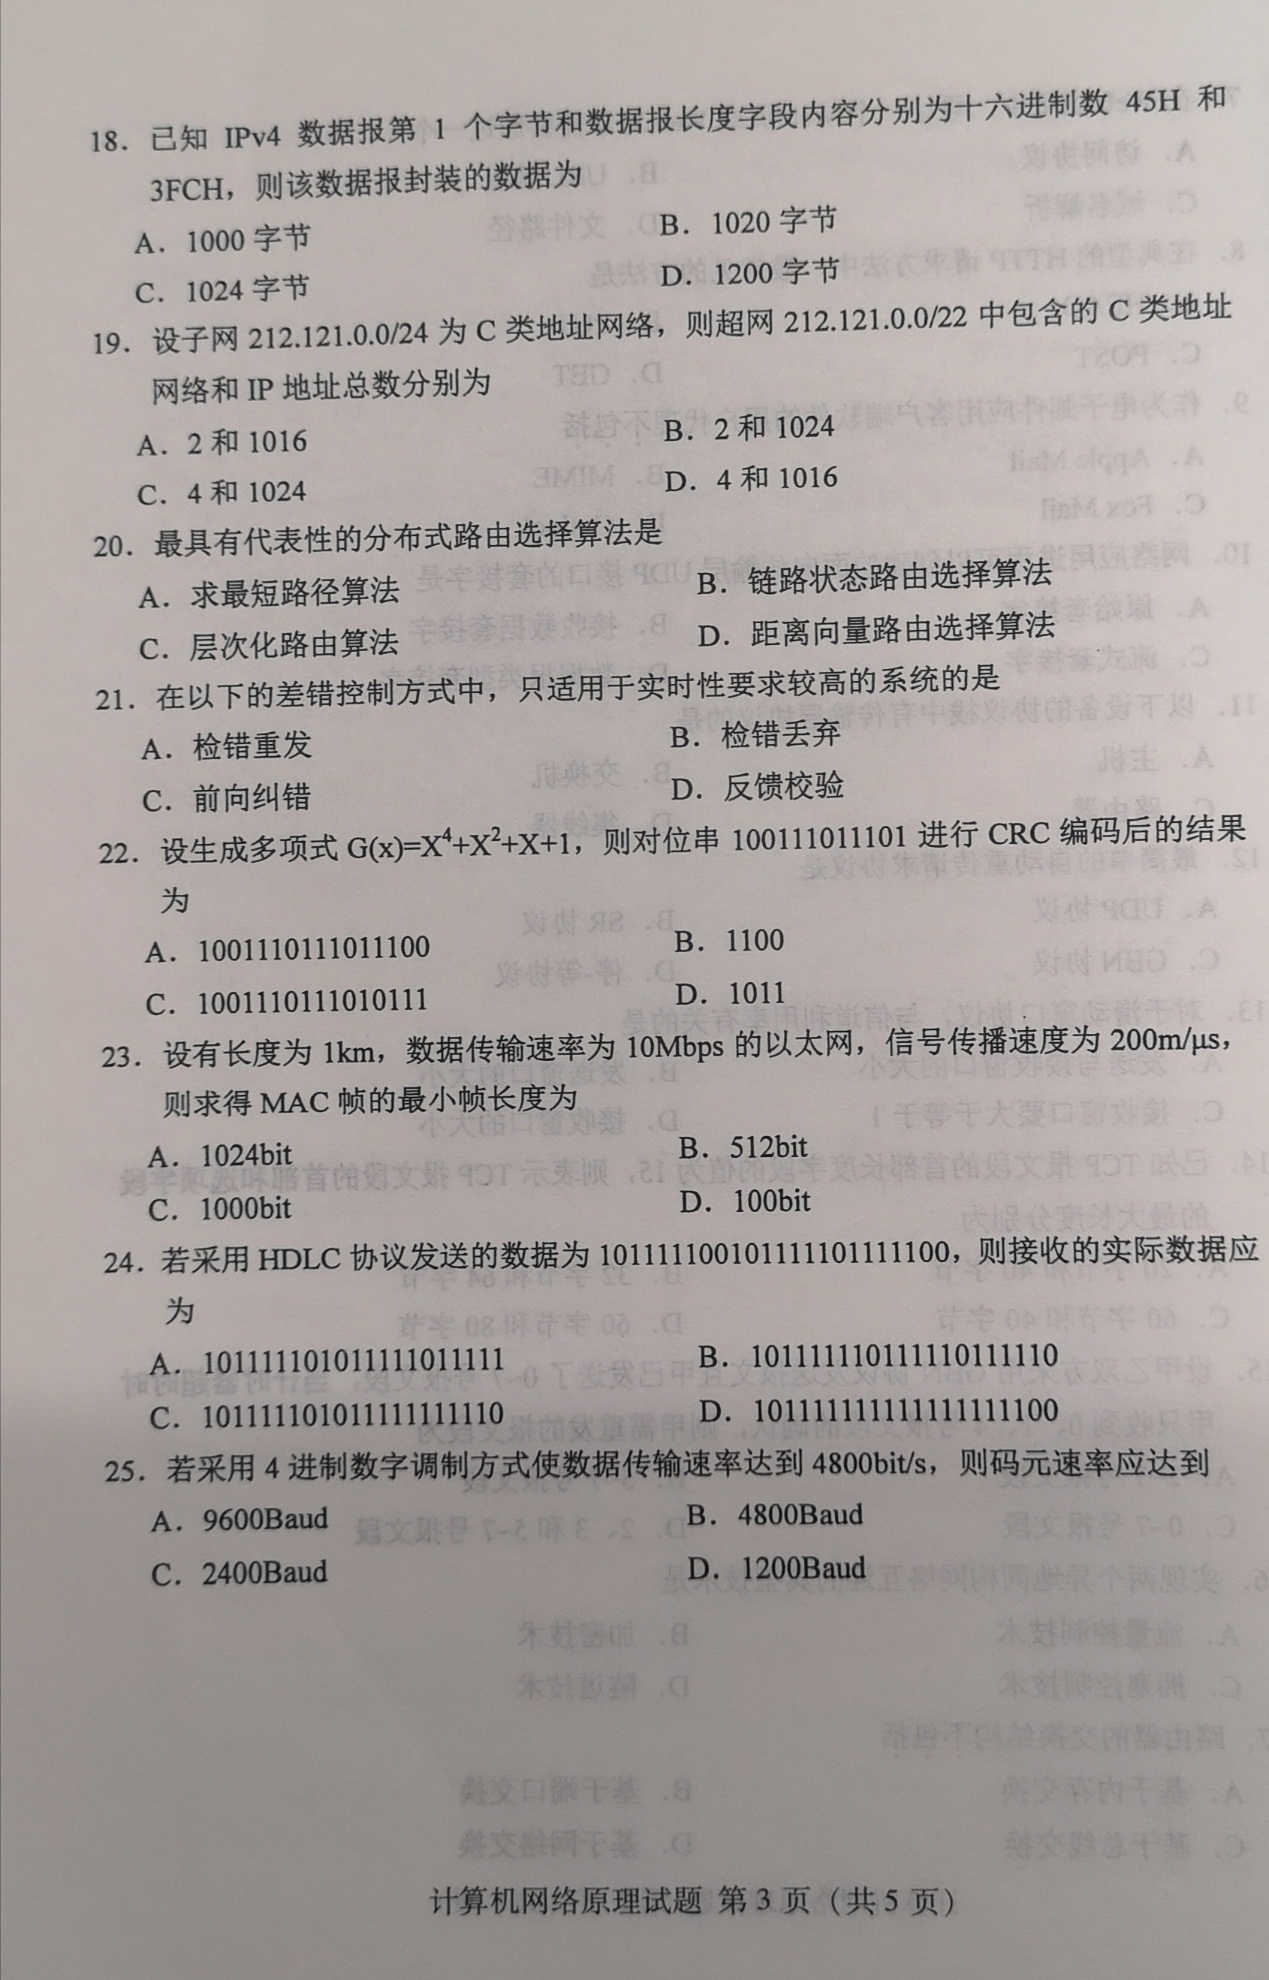 18．已知 IPv4 数据报第 1 个字节和数据报长度字段内容分别为十六进制数 45H 和
3FCH，则该数据报封装的数据为
A．1000 字节 B．1020 字节
C．1024 字节 D．1200 字节
19．设子网 212.121.0.0/24 为 C 类地址网络，则超网 212.121.0.0/22 中包含的 C 类地址
网络和 IP 地址总数分别为
A．2 和 1016 B．2 和 1024
C．4 和 1024 D．4 和 1016
20．最具有代表性的分布式路由选择算法是
A．求最短路径算法 B．链路状态路由选择算法
C．层次化路由算法 D．距离向量路由选择算法
21．在以下的差错控制方式中，只适用于实时性要求较高的系统的是
A．检错重发 B．检错丢弃
C．前向纠错 D．反馈校验
22．设生成多项式 G(x)=X⁴+X²+X+1，则对位串 100111011101 进行 CRC 编码后的结果
为
A．1001110111011100 B．1100
C．1001110111010111 D．1011
23．设有长度为 1km，数据传输速率为 10Mbps 的以太网，信号传播速度为 200m/μs，
则求得 MAC 帧的最小帧长度为
A．1024bit B．512bit
C．1000bit D．100bit
24．若采用 HDLC 协议发送的数据为 101111100101111101111100，则接收的实际数据应
为
A．101111101011111011111 B．1011111110111110111110
C．101111101011111111110 D．1011111111111111111100
25．若采用 4 进制数字调制方式使数据传输速率达到 4800bit/s，则码元速率应达到
A．9600Baud B．4800Baud
C．2400Baud D．1200Baud
计算机网络原理试题 第 3 页（共 5 页）